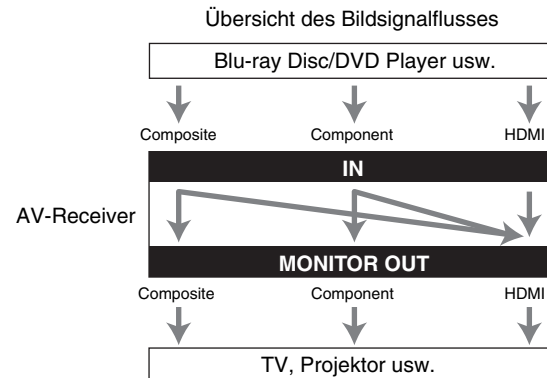 Übersicht des Bildsignalflusses
Blu-ray Disc/DVD Player usw.
Composite Component HDMI
IN
AV-Receiver
MONITOR OUT
Composite Component HDMI
TV, Projektor usw.